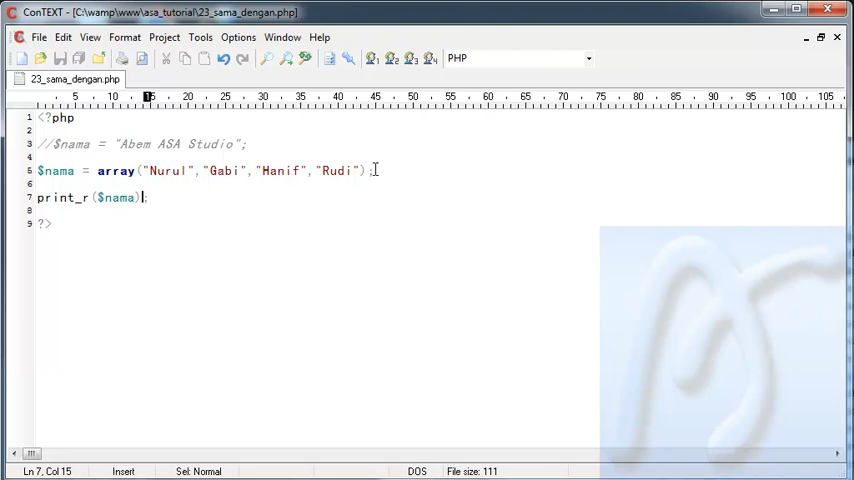 ConTEXT - [C:\wamp\www\asa_tutorial\23_sama_dengan.php]
File Edit View Format Project Tools Options Window Help
PHP
23_sama_dengan.php
5 10 15 20 25 30 35 40 45 50 55 60 65 70 75 80 85 90 95 100 105
1 <?php
2
3 //$nama = "Abem ASA Studio";
4
5 $nama = array("Nurul","Gabi","Hanif","Rudi");
6
7 print_r($nama);
8
9 ?>
Ln 7, Col 15 Insert Sel: Normal DOS File size: 111